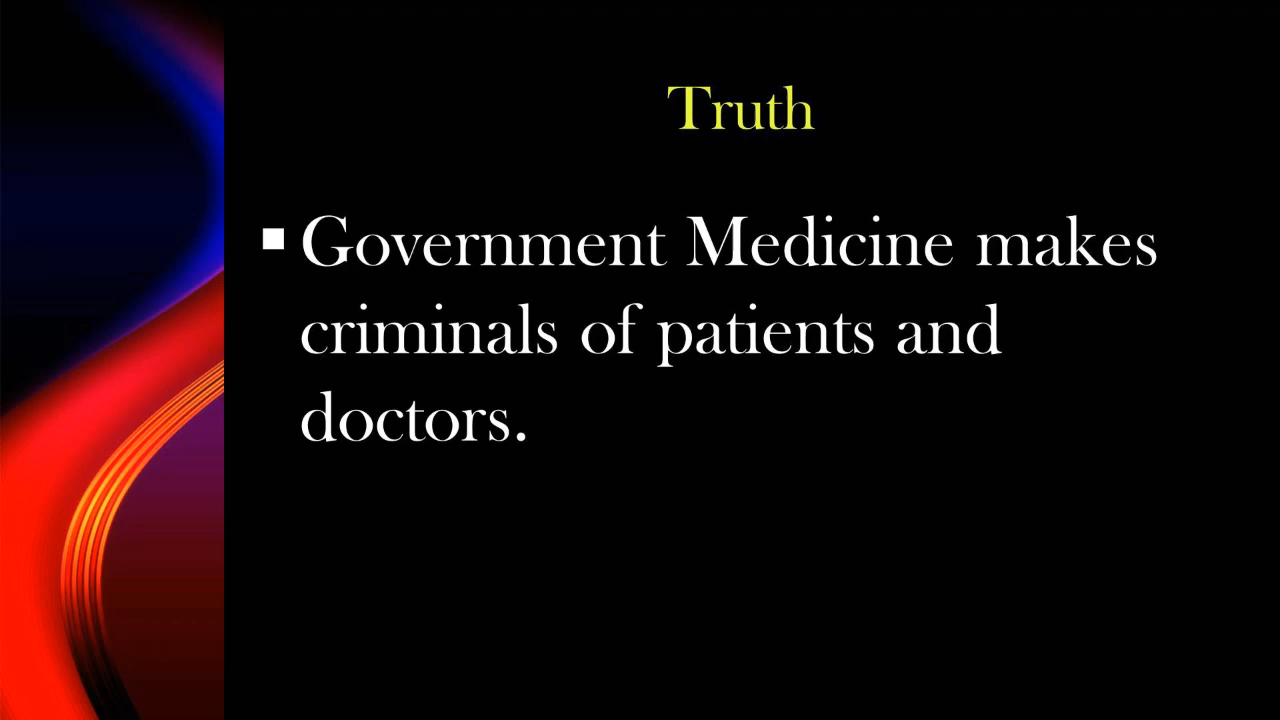 Truth
Government Medicine makes
criminals of patients and
doctors.